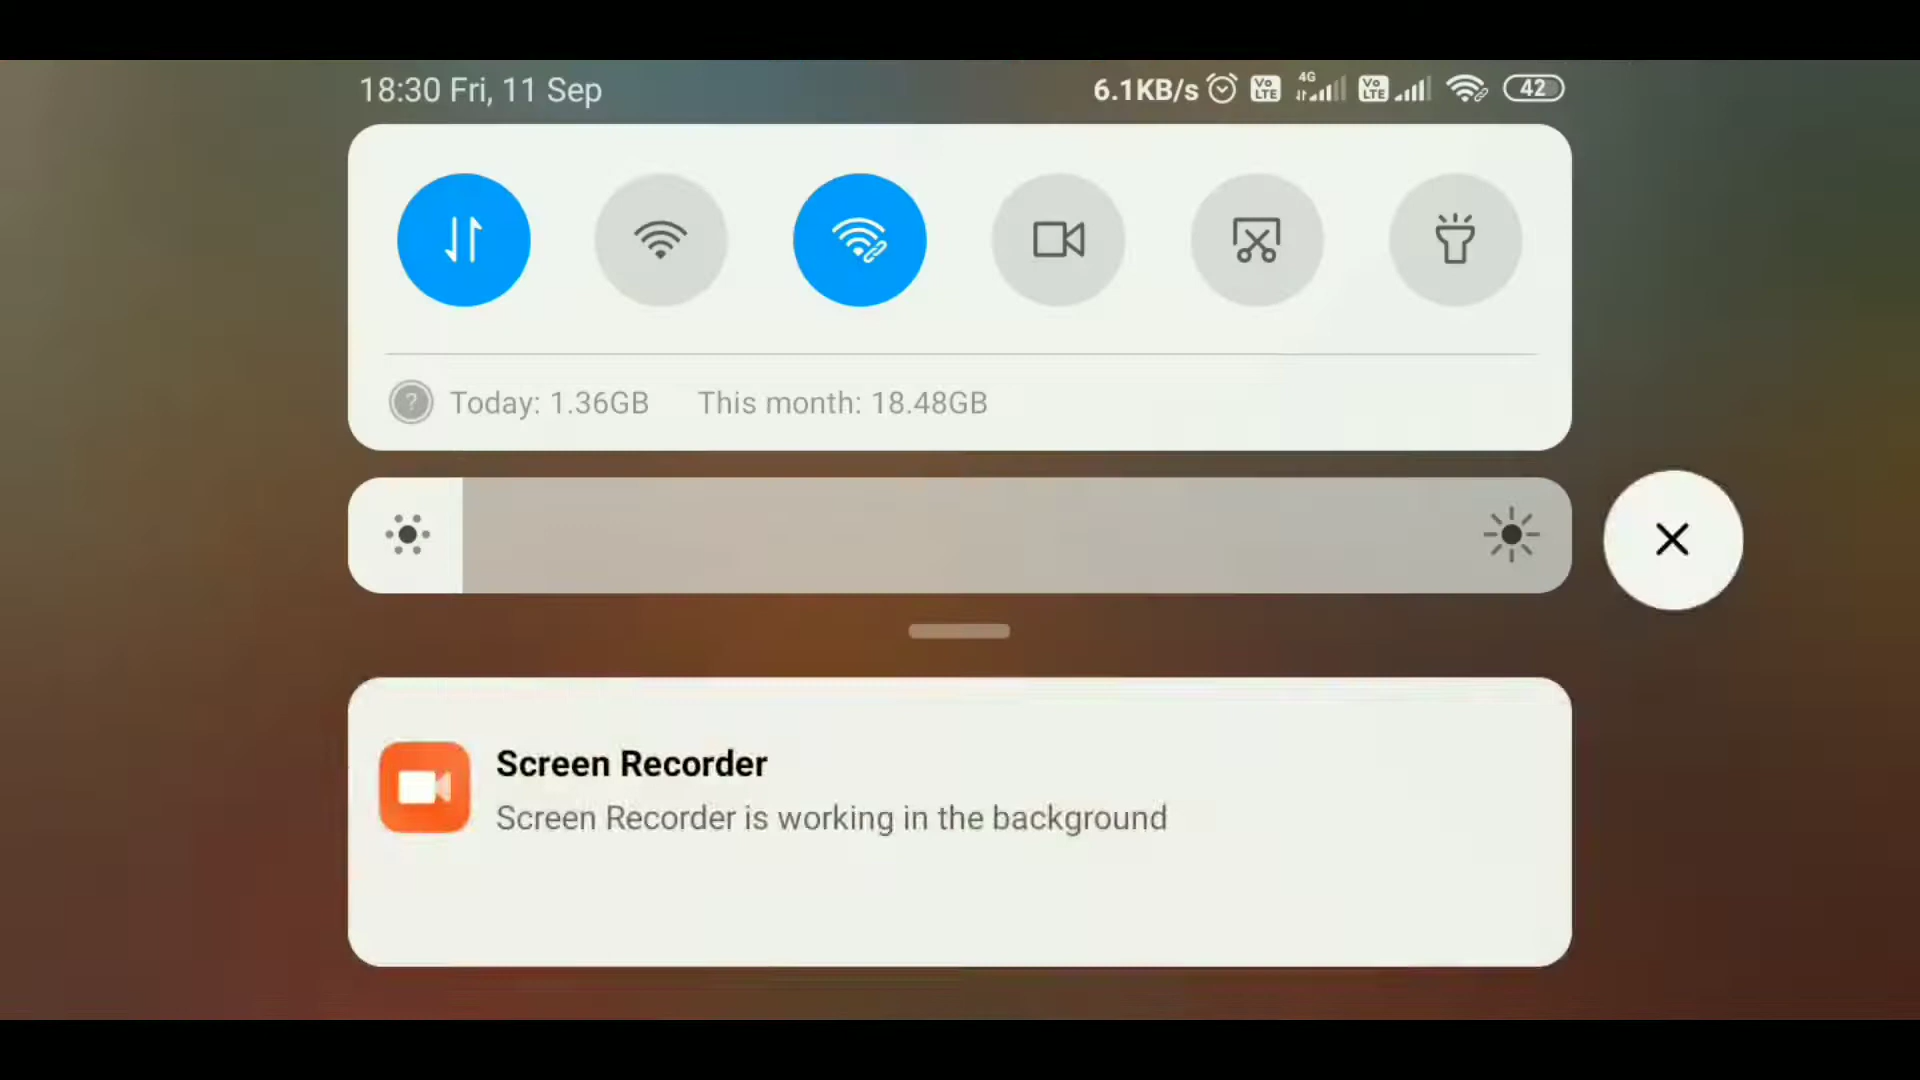 18:30 Fri, 11 Sep
6.1KB/s Vo LTE 4G Vo LTE 42
? Today: 1.36GB This month: 18.48GB
Screen Recorder
Screen Recorder is working in the background